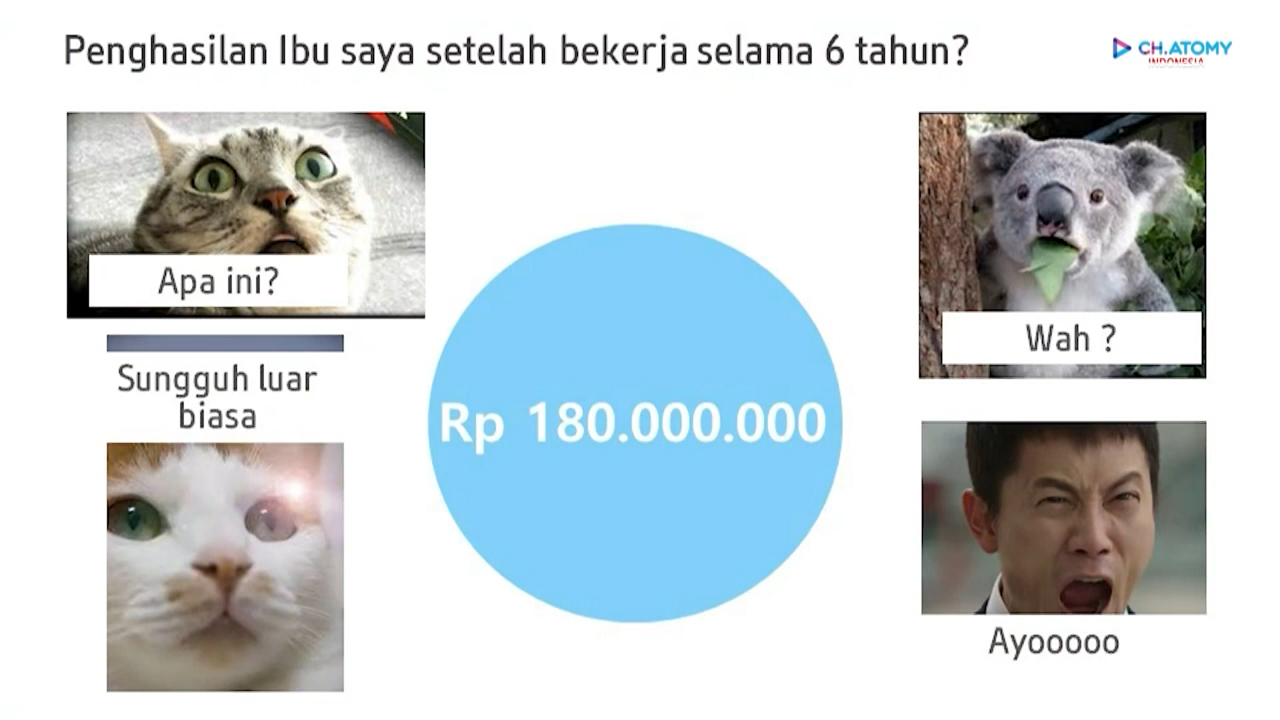 Penghasilan Ibu saya setelah bekerja selama 6 tahun?
CH.ATOMY
INDONESIA
Apa ini?
Wah ?
Sungguh luar
biasa
Rp 180.000.000
Ayooooo